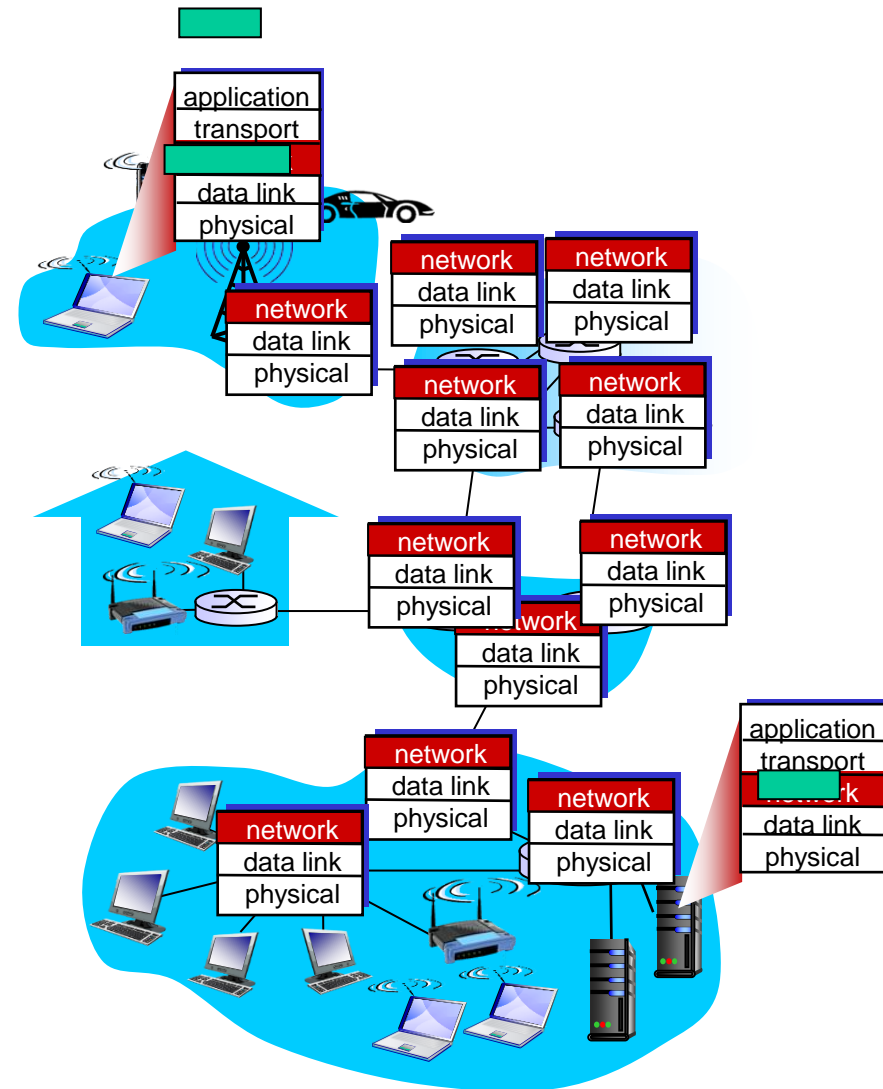 application
transport
data link
physical
network
data link
physical
network
data link
physical
network
data link
physical
network
data link
physical
network
data link
physical
network
data link
physical
network
data link
physical
network
data link
physical
application
transport
network
data link
physical
network
data link
physical
network
data link
physical
network
data link
physical